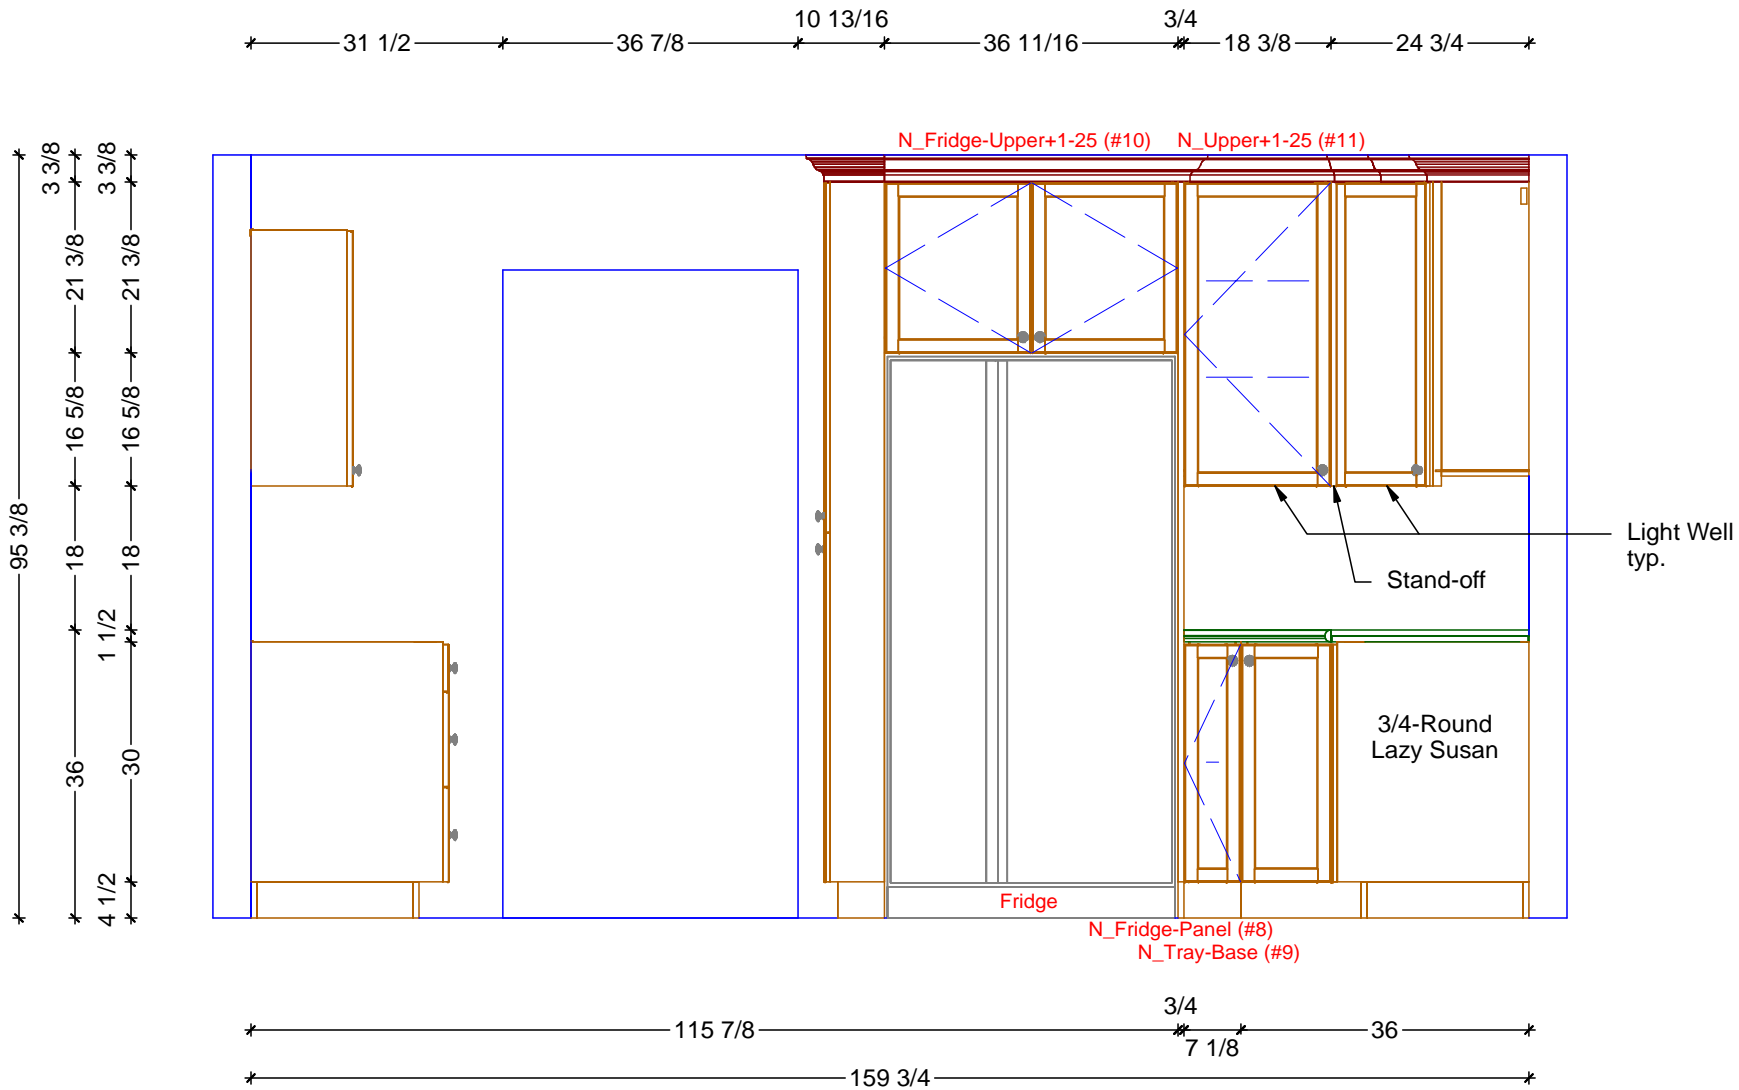 10 13/16
3/4
31 1/2
36 7/8
36 11/16
18 3/8
24 3/4
N_Fridge-Upper+1-25 (#10)
N_Upper+1-25 (#11)
3 3/8
3 3/8
21 3/8
21 3/8
16 5/8
16 5/8
95 3/8
18
18
Light Well
typ.
Stand-off
1 1/2
3/4-Round
Lazy Susan
36
30
4 1/2
Fridge
N_Fridge-Panel (#8)
N_Tray-Base (#9)
3/4
115 7/8
36
7 1/8
159 3/4